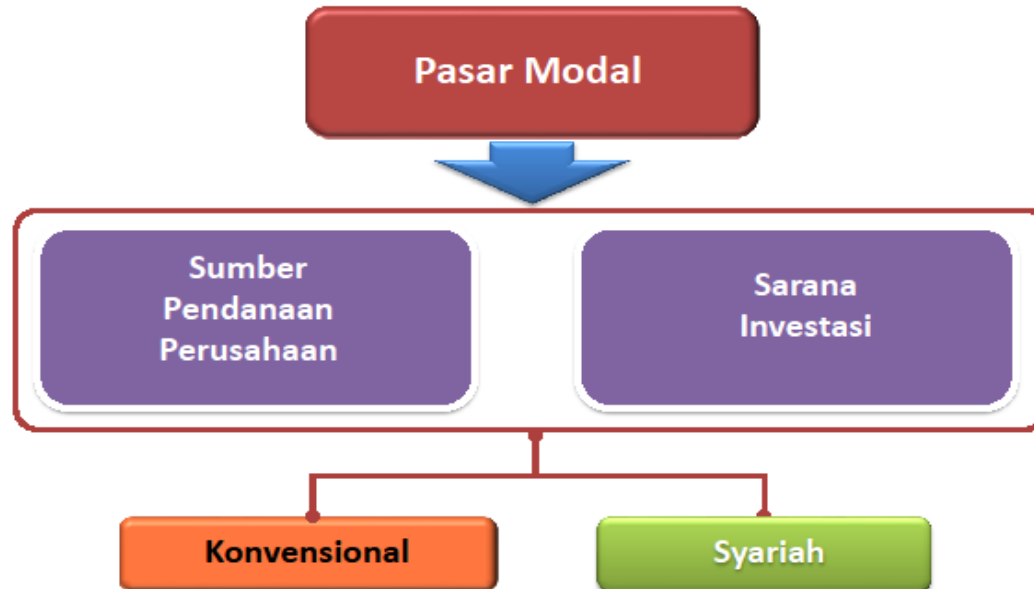 Pasar Modal
Sumber
Pendanaan
Perusahaan
Sarana
Investasi
Konvensional
Syariah